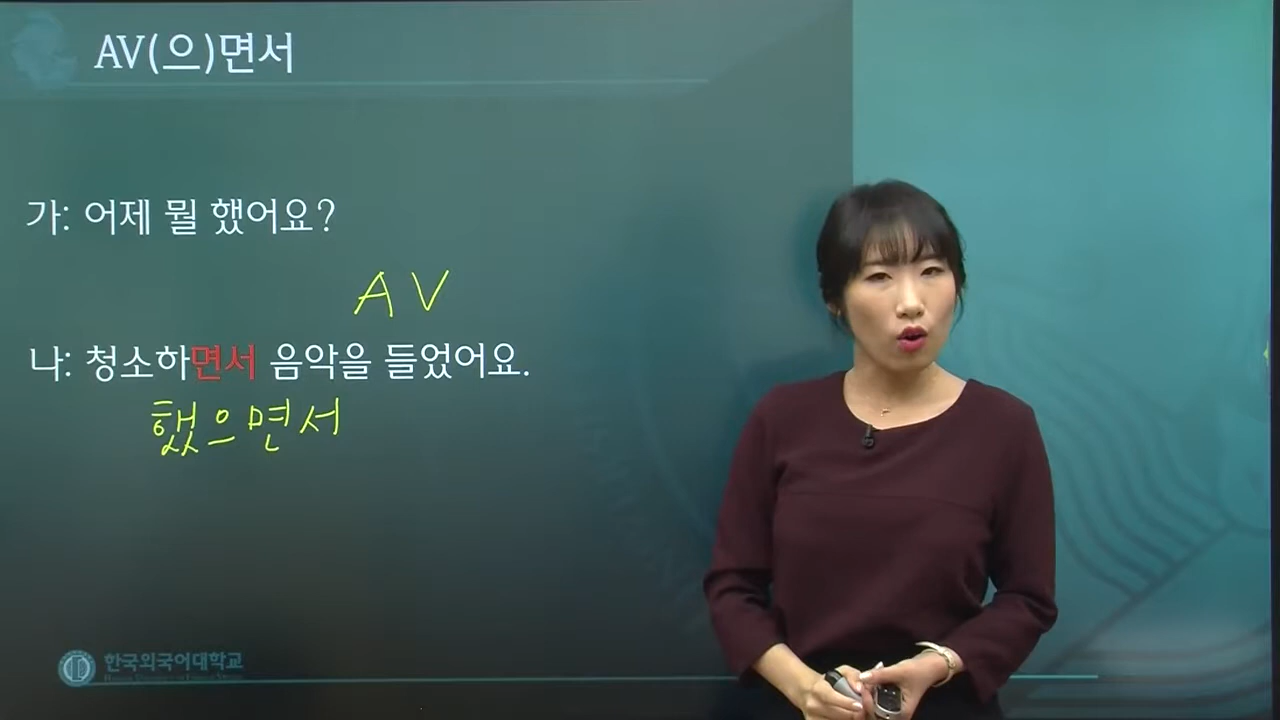 AV(으)면서
가: 어제 뭘 했어요?
AV
나: 청소하면서 음악을 들었어요.
했으면서
한국외국어대학교